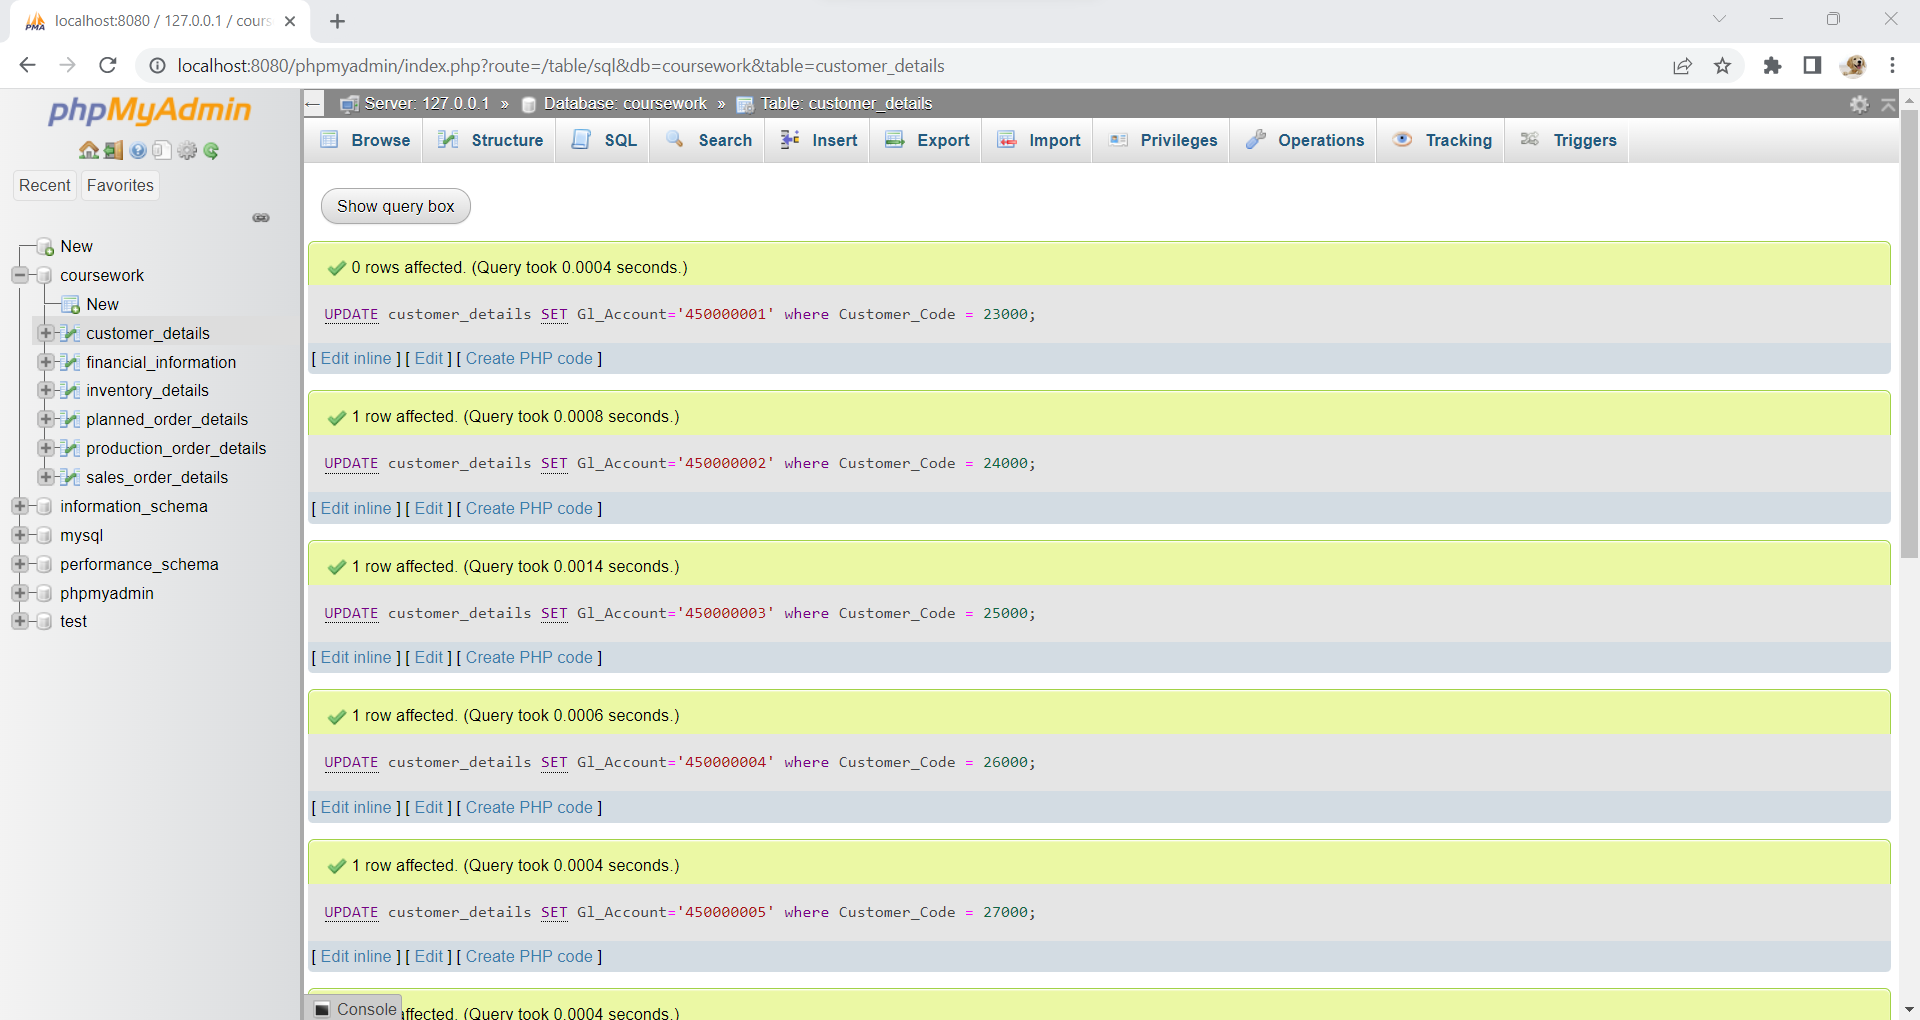 localhost:8080 / 127.0.0.1 / cours
localhost:8080/phpmyadmin/index.php?route=/table/sql&db=coursework&table=customer_details
phpMyAdmin
Recent Favorites
New
coursework
New
customer_details
financial_information
inventory_details
planned_order_details
production_order_details
sales_order_details
information_schema
mysql
performance_schema
phpmyadmin
test
Server: 127.0.0.1 » Database: coursework » Table: customer_details
Browse Structure SQL Search Insert Export Import Privileges Operations Tracking Triggers
Show query box
0 rows affected. (Query took 0.0004 seconds.)
UPDATE customer_details SET Gl_Account='450000001' where Customer_Code = 23000;
[ Edit inline ] [ Edit ] [ Create PHP code ]
1 row affected. (Query took 0.0008 seconds.)
UPDATE customer_details SET Gl_Account='450000002' where Customer_Code = 24000;
[ Edit inline ] [ Edit ] [ Create PHP code ]
1 row affected. (Query took 0.0014 seconds.)
UPDATE customer_details SET Gl_Account='450000003' where Customer_Code = 25000;
[ Edit inline ] [ Edit ] [ Create PHP code ]
1 row affected. (Query took 0.0006 seconds.)
UPDATE customer_details SET Gl_Account='450000004' where Customer_Code = 26000;
[ Edit inline ] [ Edit ] [ Create PHP code ]
1 row affected. (Query took 0.0004 seconds.)
UPDATE customer_details SET Gl_Account='450000005' where Customer_Code = 27000;
[ Edit inline ] [ Edit ] [ Create PHP code ]
Console
affected. (Query took 0.0004 seconds.)